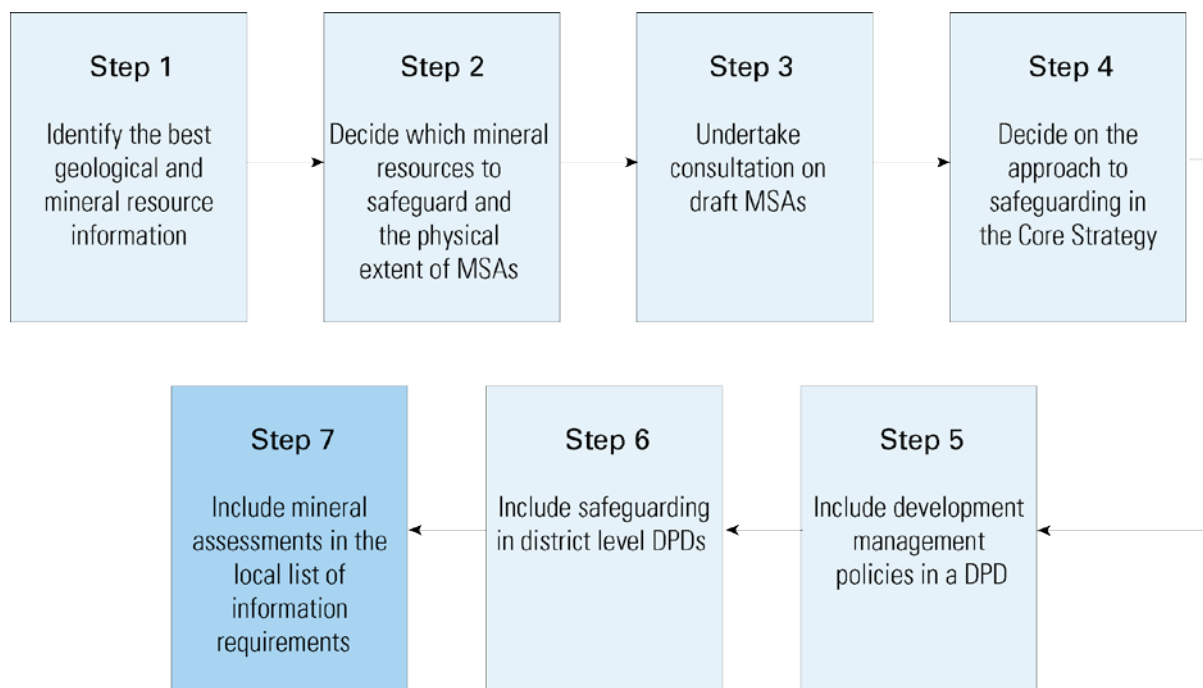 Step 1
Identify the best
geological and
mineral resource
information
Step 2
Decide which mineral
resources to
safeguard and
the physical
extent of MSAs
Step 3
Undertake
consultation on
draft MSAs
Step 4
Decide on the
approach to
safeguarding in
the Core Strategy
Step 5
Include development
management
policies in a DPD
Step 6
Include safeguarding
in district level DPDs
Step 7
Include mineral
assessments in the
local list of
information
requirements